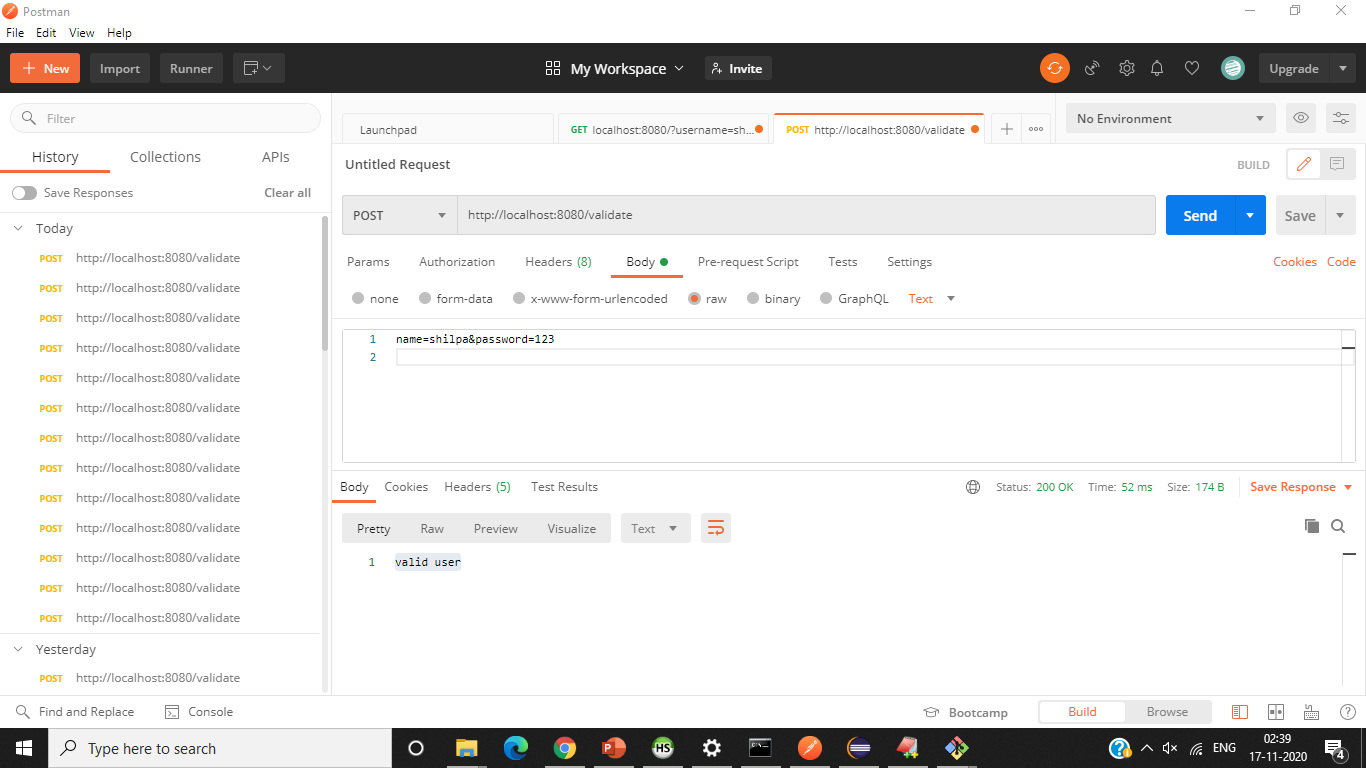 Postman
File Edit View Help
New Import Runner My Workspace Invite Upgrade
Filter
History Collections APIs
Save Responses Clear all
Today
POST http://localhost:8080/validate
POST http://localhost:8080/validate
POST http://localhost:8080/validate
POST http://localhost:8080/validate
POST http://localhost:8080/validate
POST http://localhost:8080/validate
POST http://localhost:8080/validate
POST http://localhost:8080/validate
POST http://localhost:8080/validate
POST http://localhost:8080/validate
POST http://localhost:8080/validate
POST http://localhost:8080/validate
POST http://localhost:8080/validate
Yesterday
POST http://localhost:8080/validate
Launchpad GET localhost:8080/?username=sh... POST http://localhost:8080/validate No Environment
Untitled Request BUILD
POST http://localhost:8080/validate Send Save
Params Authorization Headers (8) Body Pre-request Script Tests Settings Cookies Code
none form-data x-www-form-urlencoded raw binary GraphQL Text
1 name=shilpa&password=123
2
Body Cookies Headers (5) Test Results Status: 200 OK Time: 52 ms Size: 174 B Save Response
Pretty Raw Preview Visualize Text
1 valid user
Find and Replace Console Bootcamp Build Browse
Type here to search HS ENG 02:39
17-11-2020 4